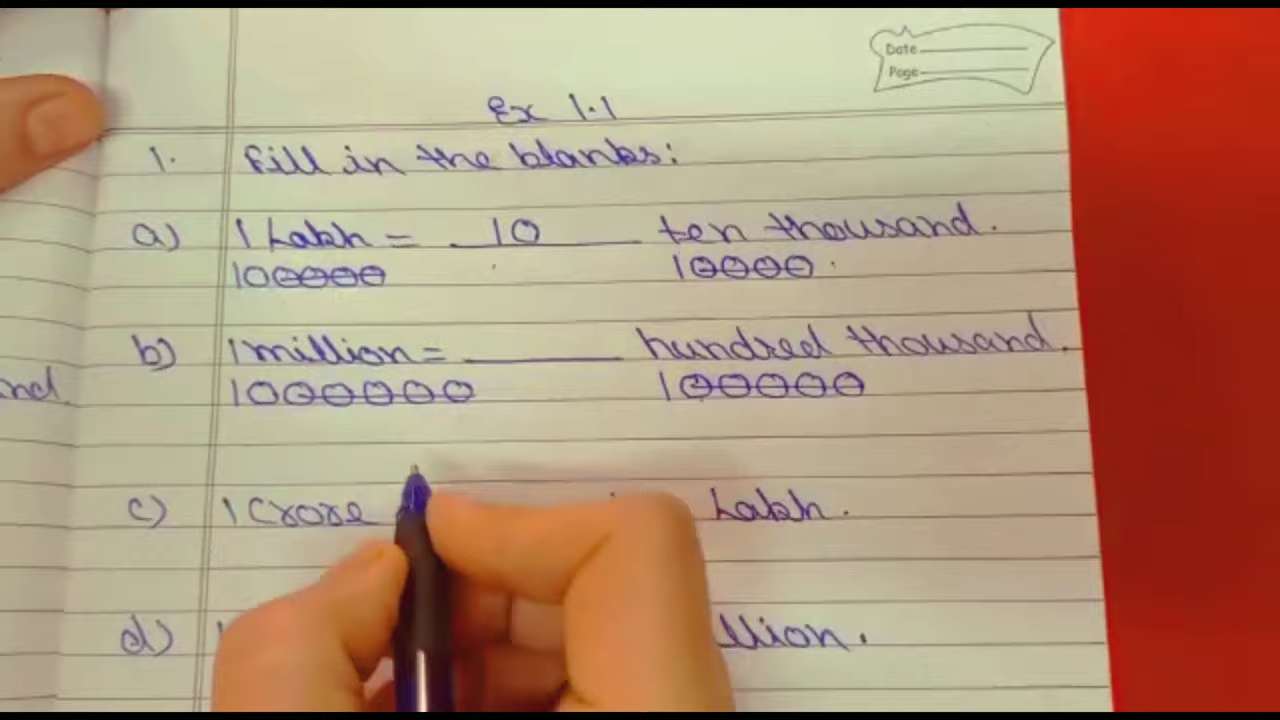 Date
Page
Ex 1.1
1. Fill in the blanks:
a) 1 Lakh = 10 ten thousand.
100000 10000
b) 1 million = ______ hundred thousand.
nd
1000000 100000
c) 1 Crore Lakh.
d) llion.